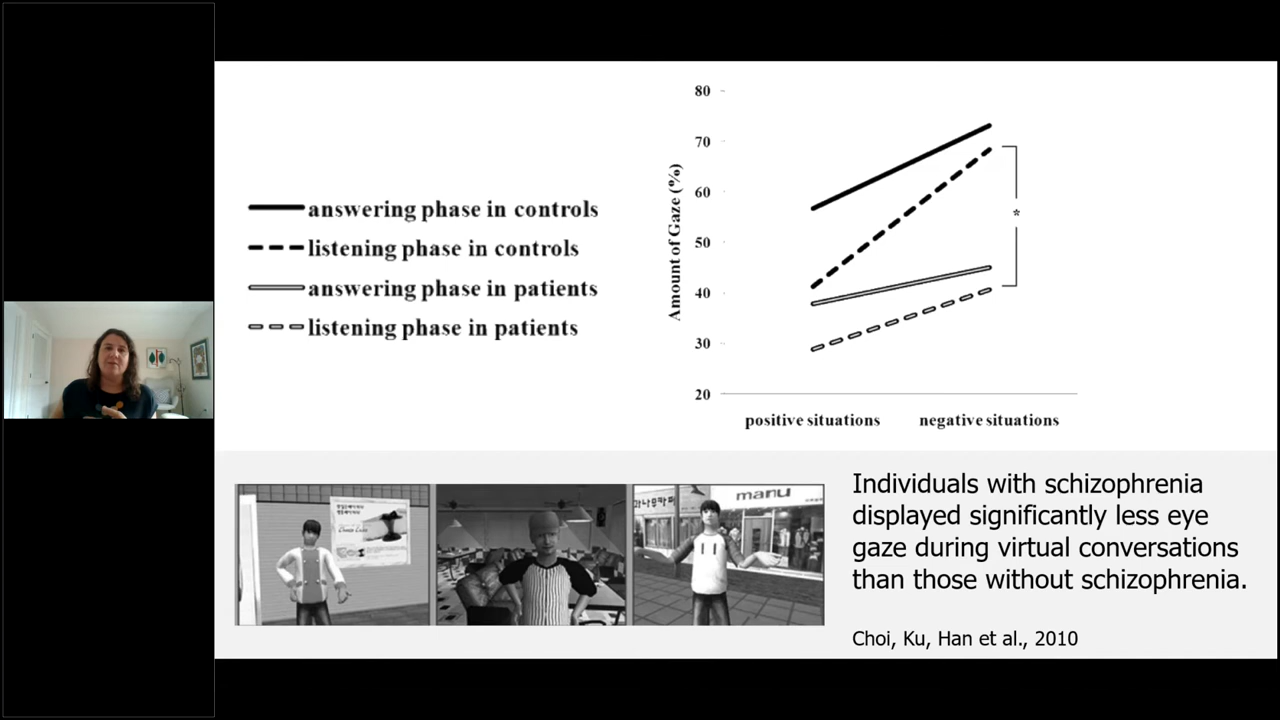 answering phase in controls
listening phase in controls
answering phase in patients
listening phase in patients
80
70
60
50
40
30
20
Amount of Gaze (%)
*
positive situations
negative situations
manu
Individuals with schizophrenia
displayed significantly less eye
gaze during virtual conversations
than those without schizophrenia.
Choi, Ku, Han et al., 2010